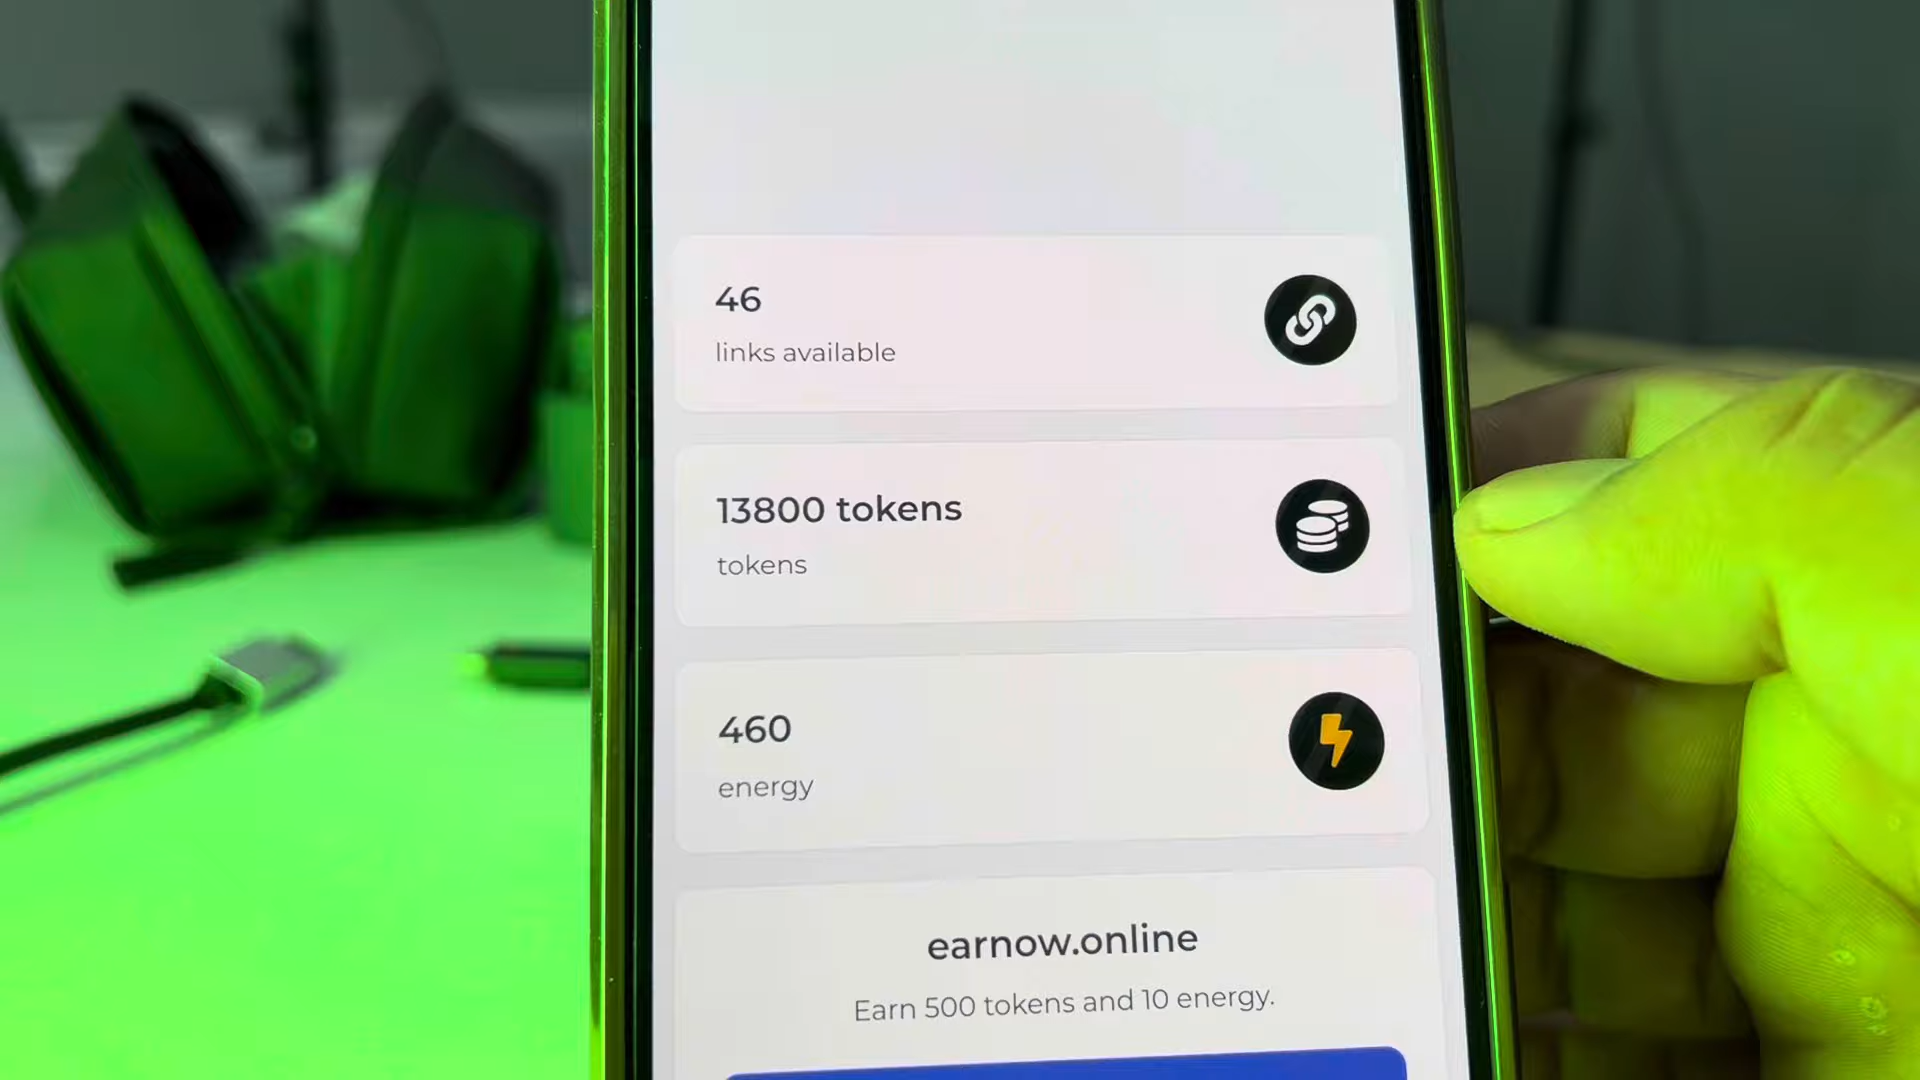 46
links available
13800 tokens
tokens
460
energy
earnow.online
Earn 500 tokens and 10 energy.